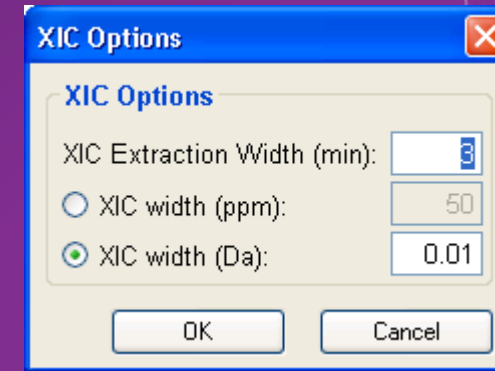 XIC Options
XIC Options
XIC Extraction Width (min): 3
XIC width (ppm): 50
XIC width (Da): 0.01
OK Cancel